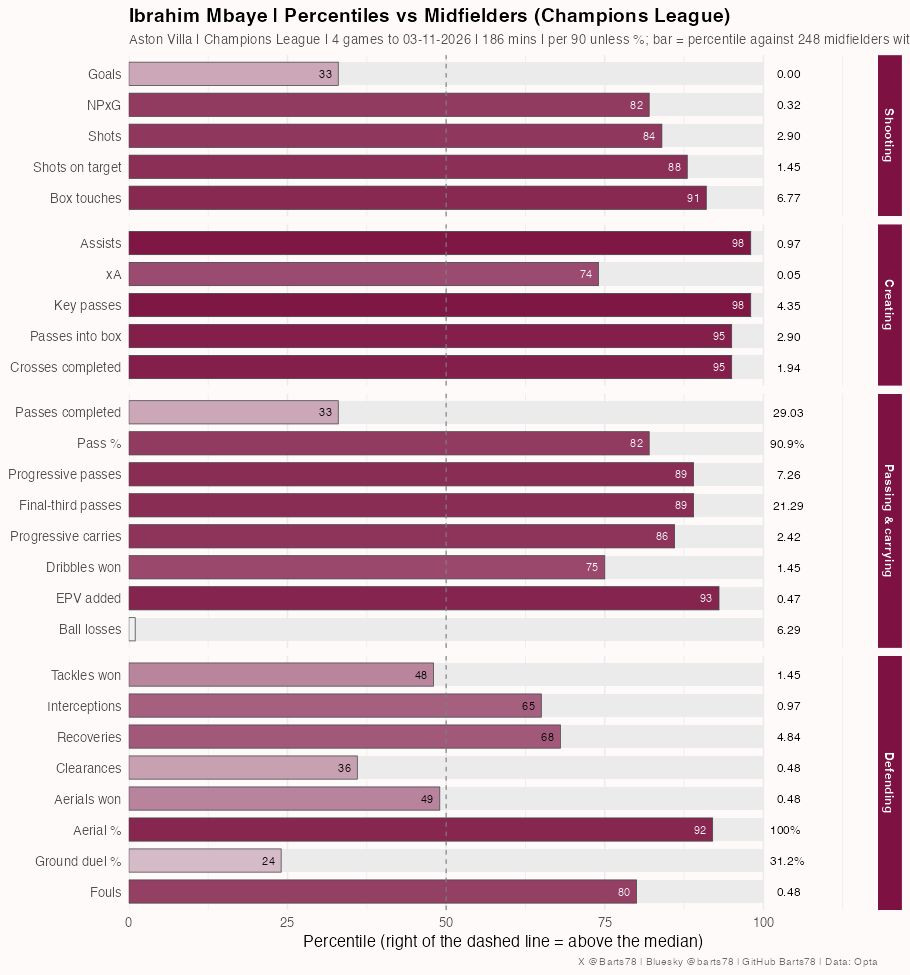 Ibrahim Mbaye | Percentiles vs Midfielders (Champions League)
Aston Villa | Champions League | 4 games to 03-11-2026 | 186 mins | per 90 unless %; bar = percentile against 248 midfielders wit
Shooting
Goals 33 0.00
NPxG 82 0.32
Shots 84 2.90
Shots on target 88 1.45
Box touches 91 6.77
Creating
Assists 98 0.97
xA 74 0.05
Key passes 98 4.35
Passes into box 95 2.90
Crosses completed 95 1.94
Passing & carrying
Passes completed 33 29.03
Pass % 82 90.9%
Progressive passes 89 7.26
Final-third passes 89 21.29
Progressive carries 86 2.42
Dribbles won 75 1.45
EPV added 93 0.47
Ball losses 6.29
Defending
Tackles won 48 1.45
Interceptions 65 0.97
Recoveries 68 4.84
Clearances 36 0.48
Aerials won 49 0.48
Aerial % 92 100%
Ground duel % 24 31.2%
Fouls 80 0.48
0 25 50 75 100
Percentile (right of the dashed line = above the median)
X @Barts78 | Bluesky @barts78 | GitHub Barts78 | Data: Opta